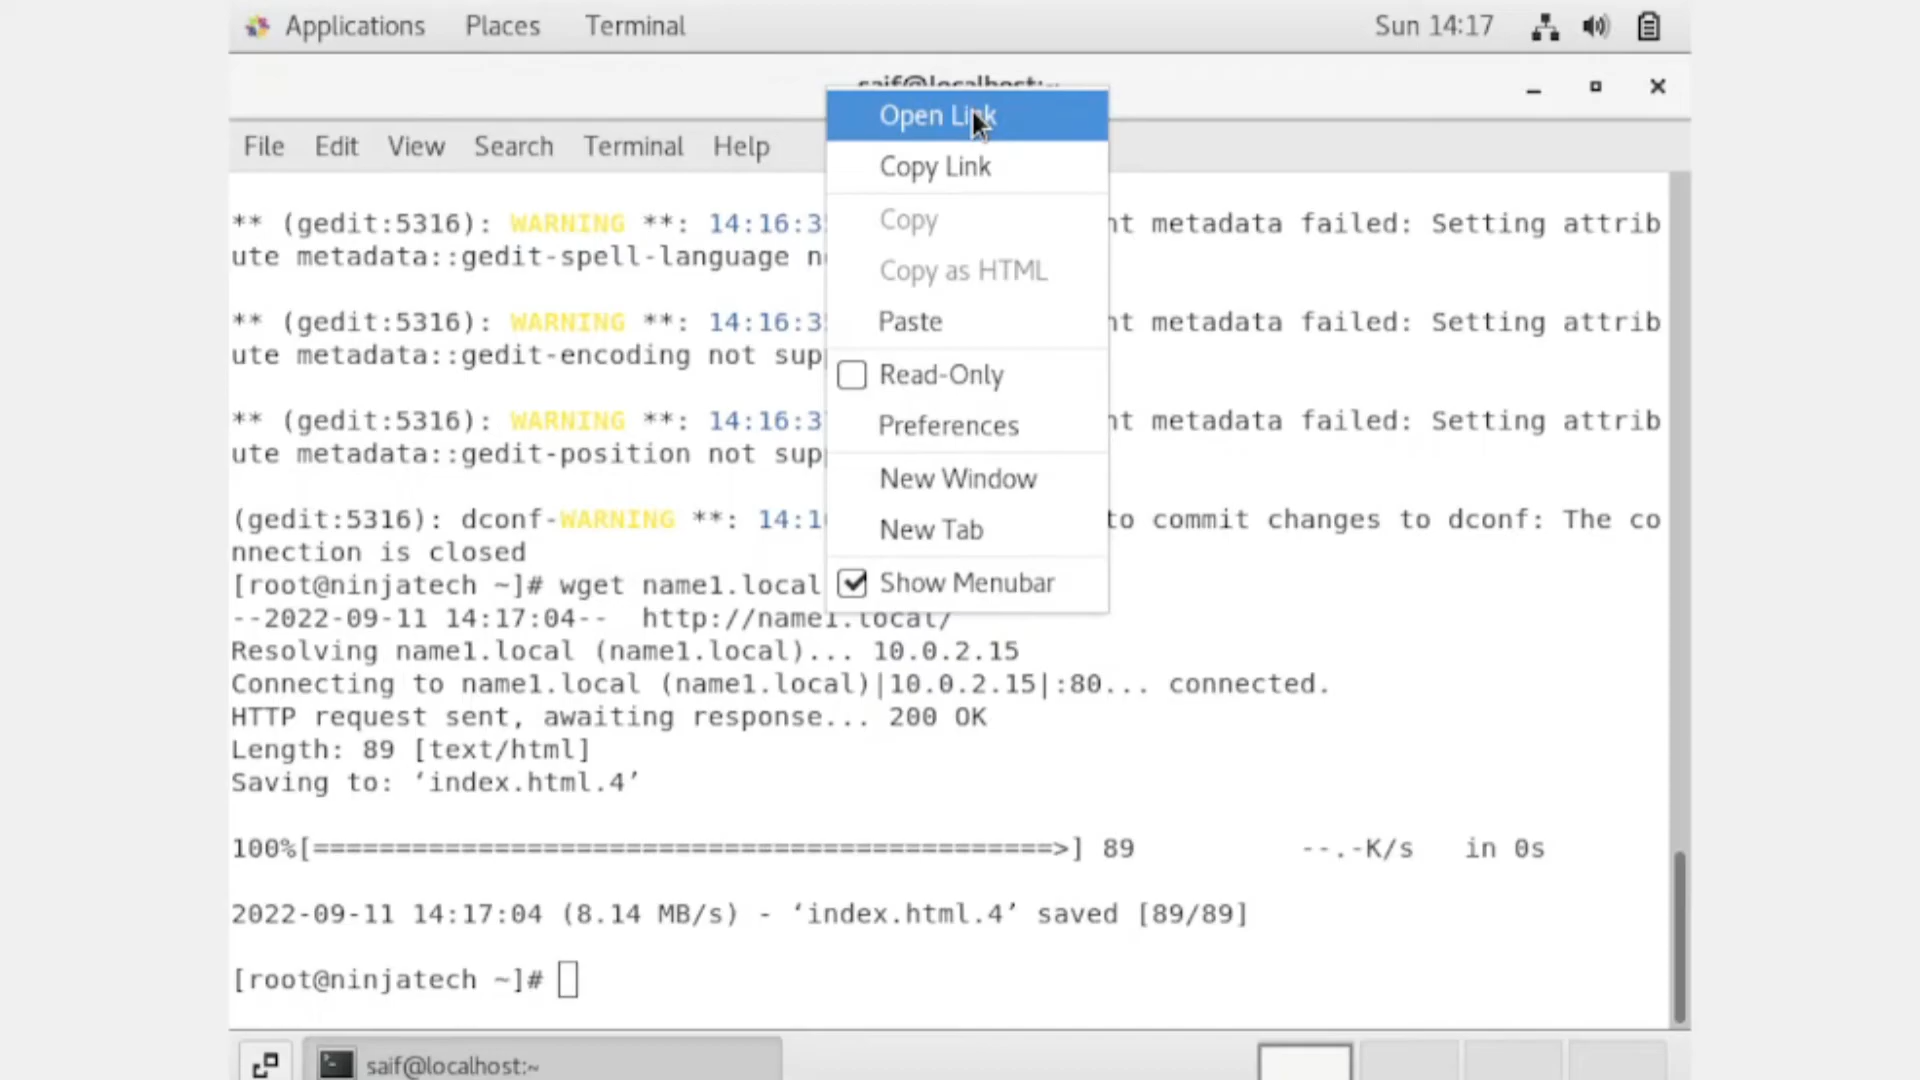 Applications Places Terminal Sun 14:17
saif@localhost:~
File Edit View Search Terminal Help
** (gedit:5316): WARNING **: 14:16:3 nt metadata failed: Setting attrib
ute metadata::gedit-spell-language n
** (gedit:5316): WARNING **: 14:16:3 nt metadata failed: Setting attrib
ute metadata::gedit-encoding not sup
** (gedit:5316): WARNING **: 14:16:3 nt metadata failed: Setting attrib
ute metadata::gedit-position not sup
(gedit:5316): dconf-WARNING **: 14:1 to commit changes to dconf: The co
nnection is closed
[root@ninjatech ~]# wget name1.local
--2022-09-11 14:17:04-- http://name1.local/
Resolving name1.local (name1.local)... 10.0.2.15
Connecting to name1.local (name1.local)|10.0.2.15|:80... connected.
HTTP request sent, awaiting response... 200 OK
Length: 89 [text/html]
Saving to: ‘index.html.4’
100%[=============================================>] 89 --.-K/s in 0s
2022-09-11 14:17:04 (8.14 MB/s) - ‘index.html.4’ saved [89/89]
[root@ninjatech ~]#
Open Link
Copy Link
Copy
Copy as HTML
Paste
Read-Only
Preferences
New Window
New Tab
Show Menubar
saif@localhost:~